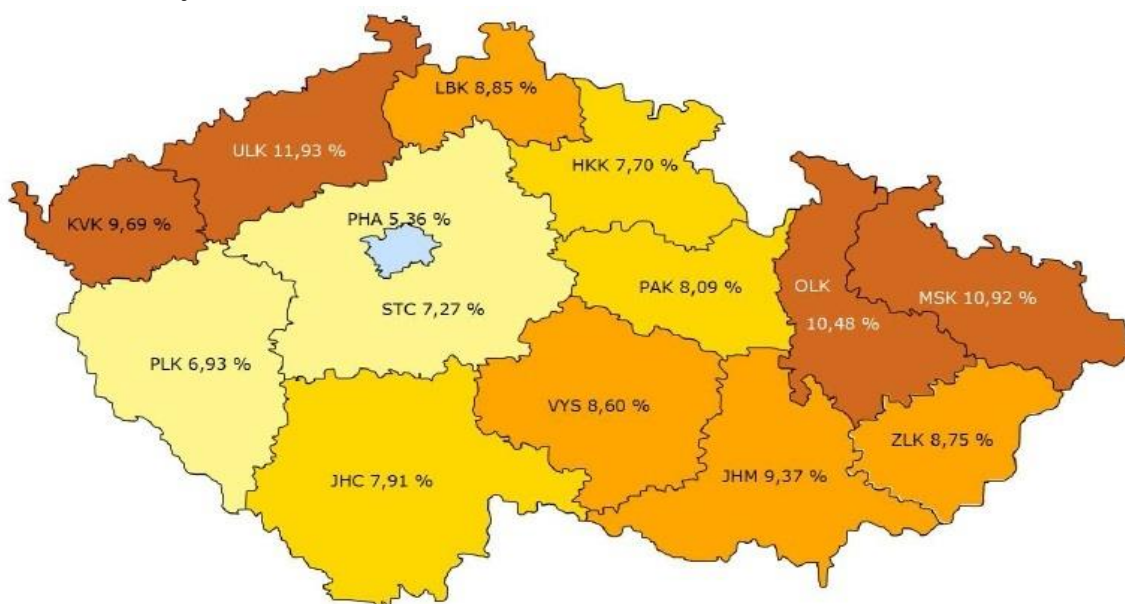 LBK 8,85 %
ULK 11,93 %
HKK 7,70 %
KVK 9,69 %
PHA 5,36 %
PAK 8,09 %
OLK
10,48 %
MSK 10,92 %
STC 7,27 %
PLK 6,93 %
VYS 8,60 %
ZLK 8,75 %
JHC 7,91 %
JHM 9,37 %